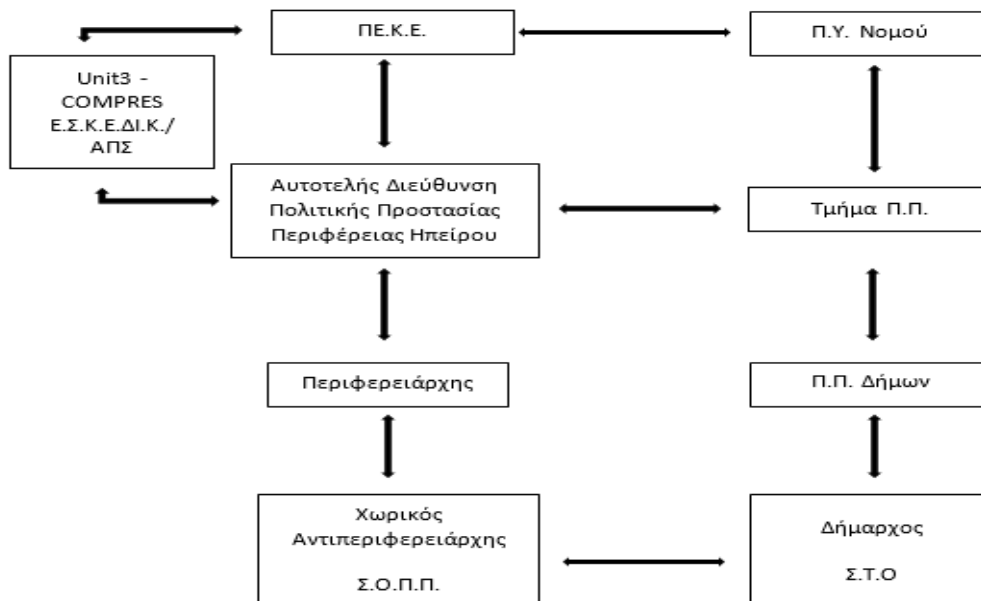 ΠΕ.Κ.Ε.
Π.Υ. Νομού
Unit3 -
COMPRES
Ε.Σ.Κ.Ε.ΔΙ.Κ./
ΑΠΣ
Αυτοτελής Διεύθυνση
Πολιτικής Προστασίας
Περιφέρειας Ηπείρου
Τμήμα Π.Π.
Περιφερειάρχης
Π.Π. Δήμων
Χωρικός
Αντιπεριφερειάρχης
Σ.Ο.Π.Π.
Δήμαρχος
Σ.Τ.Ο